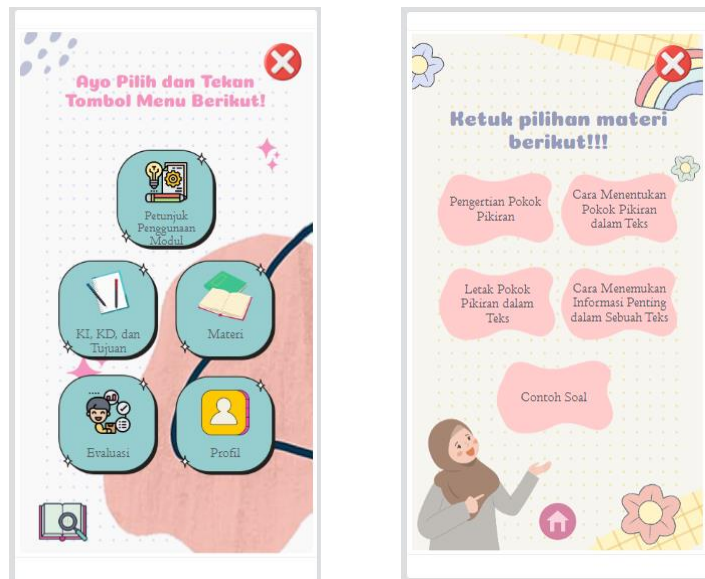 Ayo Pilih dan Tekan
Tombol Menu Berikut!
Petunjuk
Penggunaan
Modul
KI, KD, dan
Tujuan
Materi
Evaluasi
Profil
Ketuk pilihan materi
berikut!!!
Pengertian Pokok
Pikiran
Cara Menentukan
Pokok Pikiran
dalam Teks
Letak Pokok
Pikiran dalam
Teks
Cara Menemukan
Informasi Penting
dalam Sebuah Teks
Contoh Soal